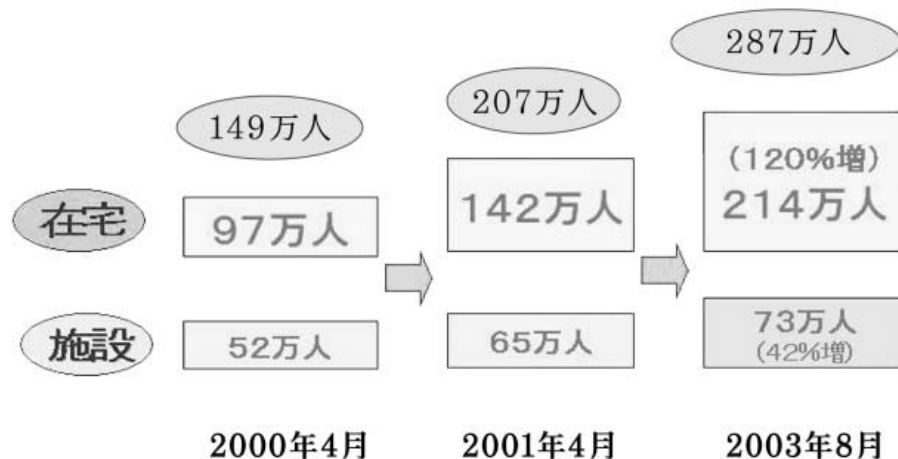 149万人
207万人
287万人
在宅
97万人
142万人
(120%増)
214万人
施設
52万人
65万人
73万人
(42%増)
2000年4月
2001年4月
2003年8月